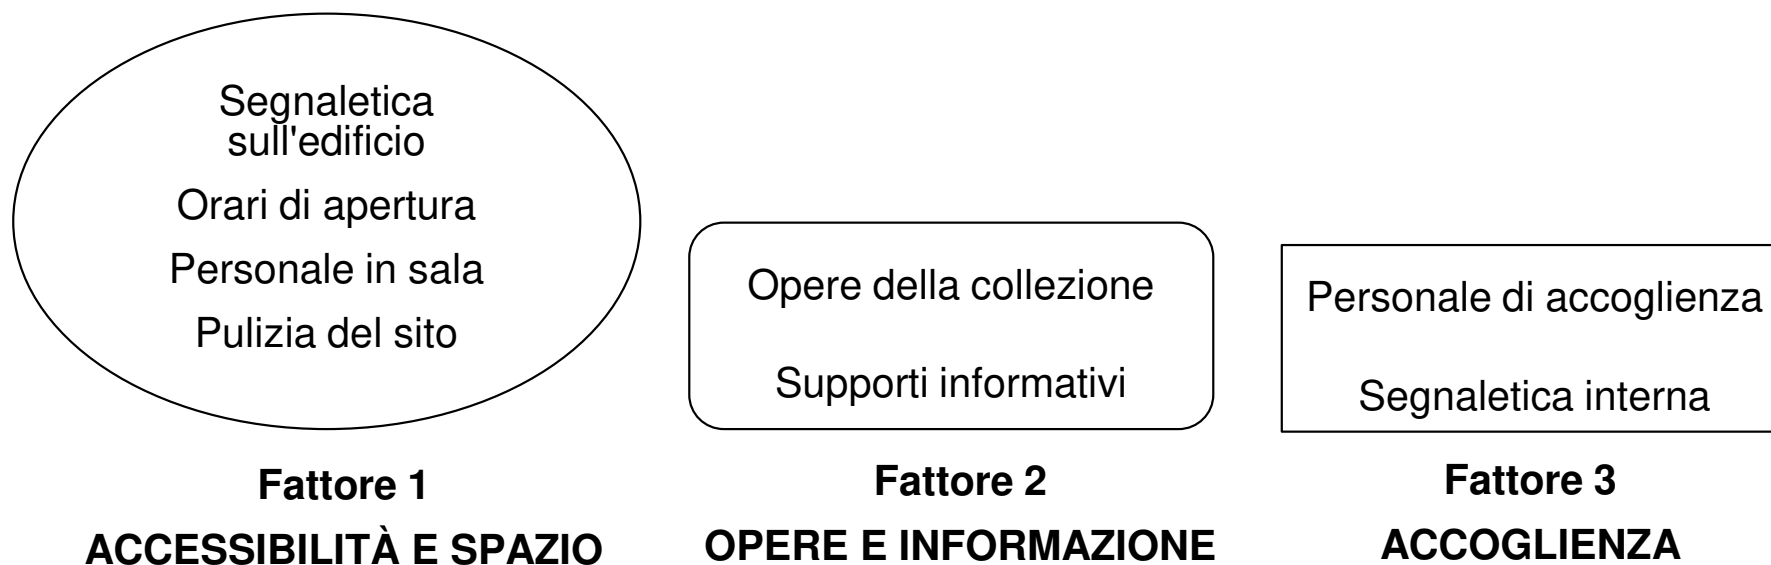 Segnaletica
sull'edificio
Orari di apertura
Personale in sala
Pulizia del sito
Fattore 1
ACCESSIBILITÀ E SPAZIO
Opere della collezione
Supporti informativi
Fattore 2
OPERE E INFORMAZIONE
Personale di accoglienza
Segnaletica interna
Fattore 3
ACCOGLIENZA